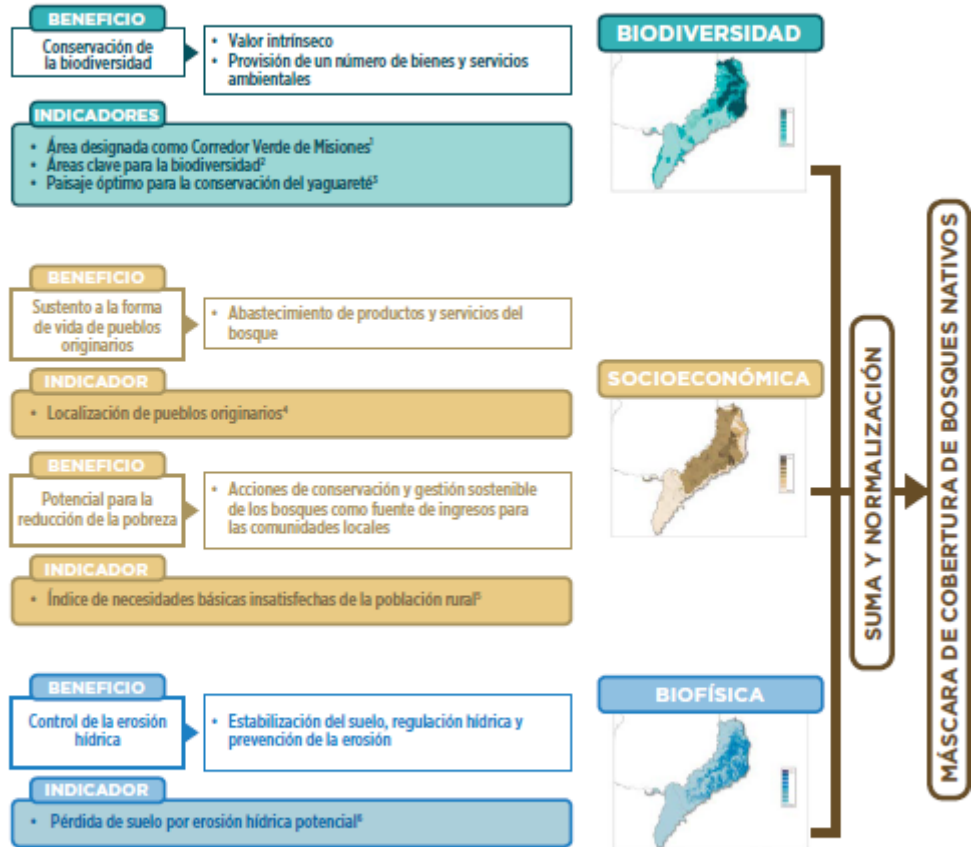 BENEFICIO
Conservación de
la biodiversidad
• Valor intrínseco
• Provisión de un número de bienes y servicios
ambientales
INDICADORES
• Área designada como Corredor Verde de Misiones¹
• Áreas clave para la biodiversidad²
• Paisaje óptimo para la conservación del yaguareté³
BIODIVERSIDAD
BENEFICIO
Sustento a la forma
de vida de pueblos
originarios
• Abastecimiento de productos y servicios del
bosque
INDICADOR
• Localización de pueblos originarios⁴
BENEFICIO
Potencial para la
reducción de la pobreza
• Acciones de conservación y gestión sostenible
de los bosques como fuente de ingresos para
las comunidades locales
INDICADOR
• Índice de necesidades básicas insatisfechas de la población rural⁵
SOCIOECONÓMICA
BENEFICIO
Control de la erosión
hídrica
• Estabilización del suelo, regulación hídrica y
prevención de la erosión
INDICADOR
• Pérdida de suelo por erosión hídrica potencial⁶
BIOFÍSICA
SUMA Y NORMALIZACIÓN
MÁSCARA DE COBERTURA DE BOSQUES NATIVOS